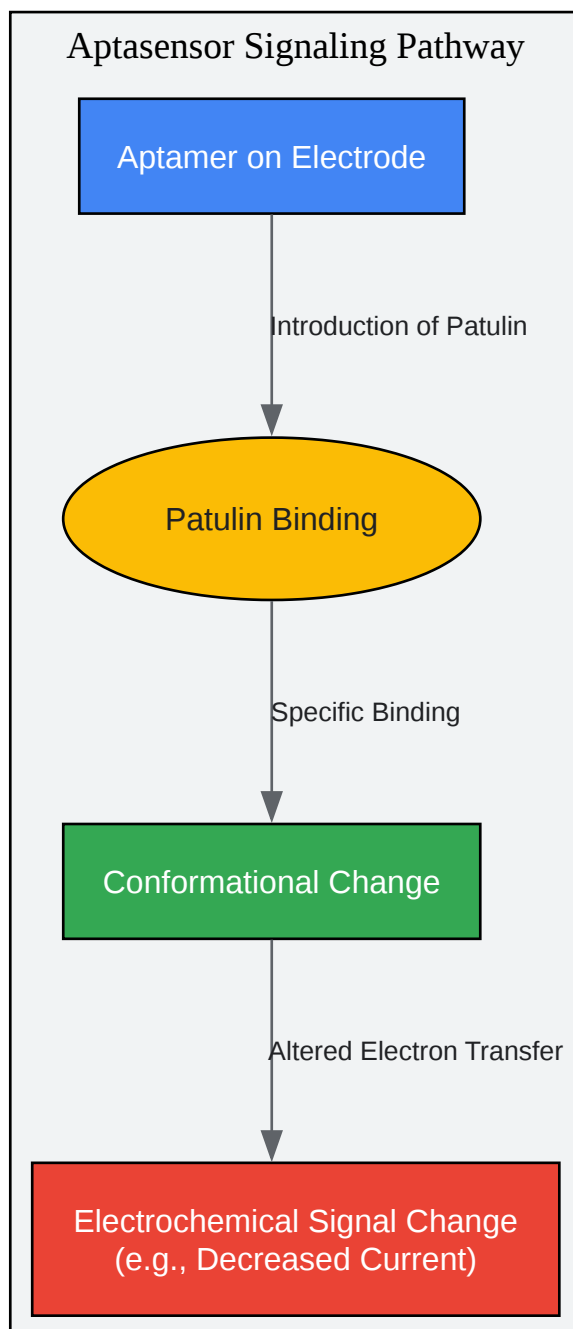 Aptasensor Signaling Pathway
Aptamer on Electrode
Introduction of Patulin
Patulin Binding
Specific Binding
Conformational Change
Altered Electron Transfer
Electrochemical Signal Change
(e.g., Decreased Current)